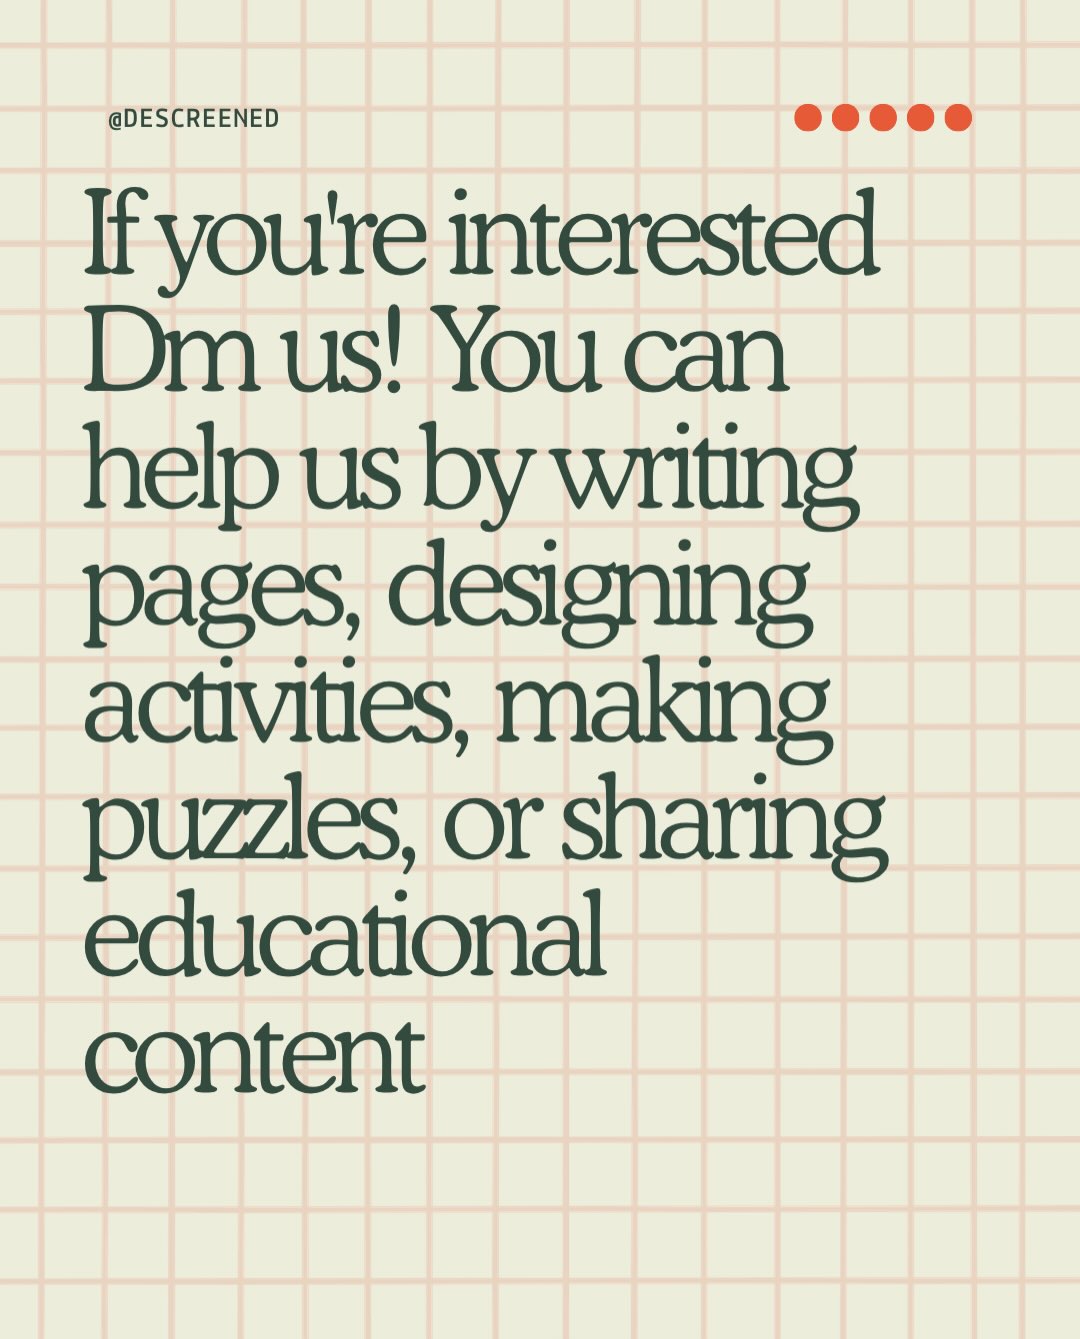 @DESCREENED
If you're interested
Dm us! You can
help us by writing
pages, designing
activities, making
puzzles, or sharing
educational
content